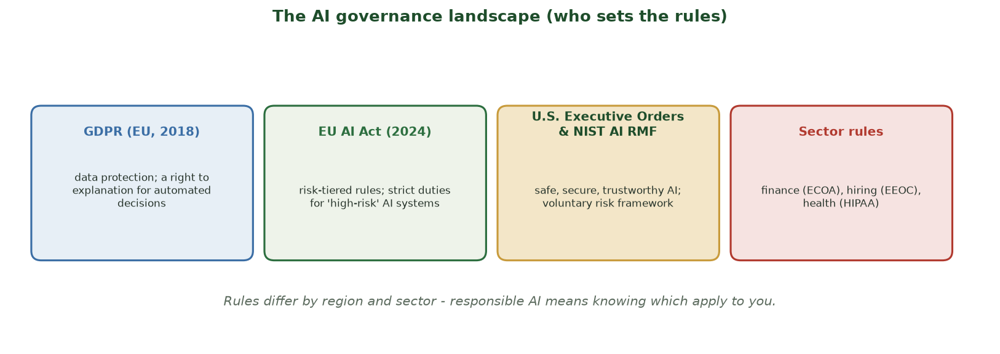 The AI governance landscape (who sets the rules)
GDPR (EU, 2018)
data protection; a right to
explanation for automated
decisions
EU AI Act (2024)
risk-tiered rules; strict duties
for 'high-risk' AI systems
U.S. Executive Orders
& NIST AI RMF
safe, secure, trustworthy AI;
voluntary risk framework
Sector rules
finance (ECOA), hiring (EEOC),
health (HIPAA)
Rules differ by region and sector - responsible AI means knowing which apply to you.